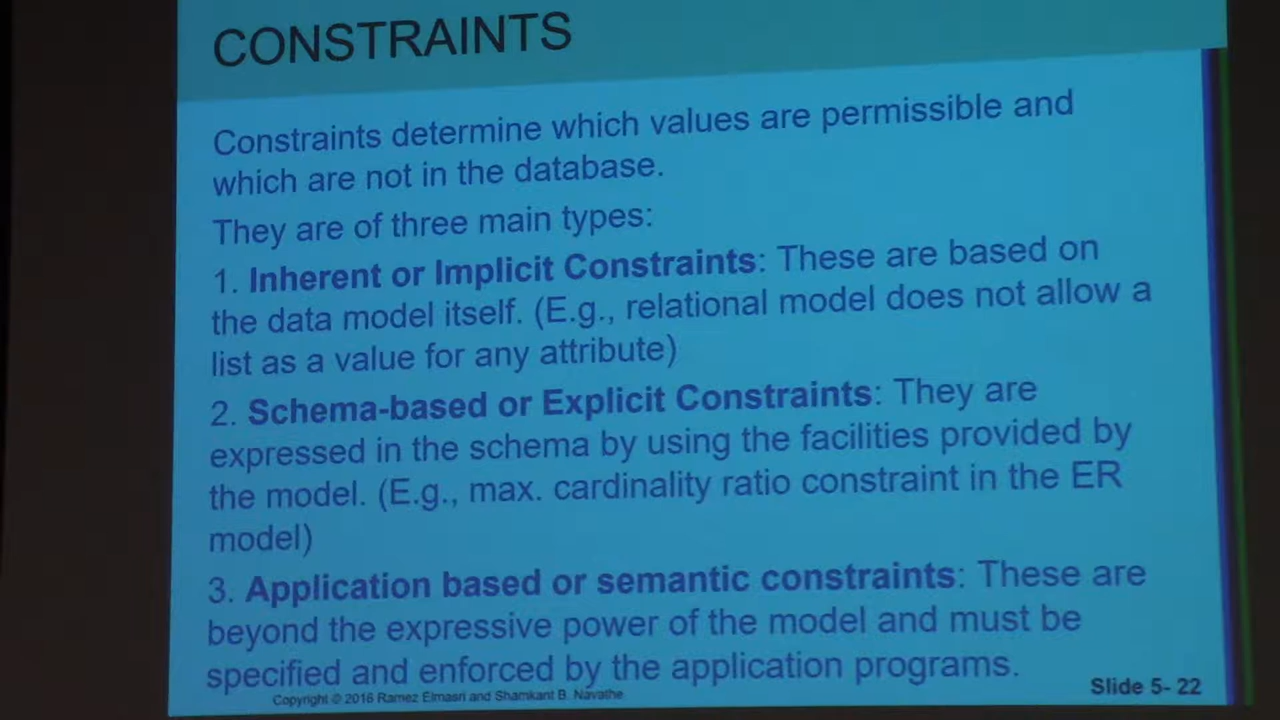 CONSTRAINTS
Constraints determine which values are permissible and
which are not in the database.
They are of three main types:
1. Inherent or Implicit Constraints: These are based on
the data model itself. (E.g., relational model does not allow a
list as a value for any attribute)
2. Schema-based or Explicit Constraints: They are
expressed in the schema by using the facilities provided by
the model. (E.g., max. cardinality ratio constraint in the ER
model)
3. Application based or semantic constraints: These are
beyond the expressive power of the model and must be
specified and enforced by the application programs.
Copyright © 2016 Ramez Elmasri and Shamkant B. Navathe
Slide 5- 22